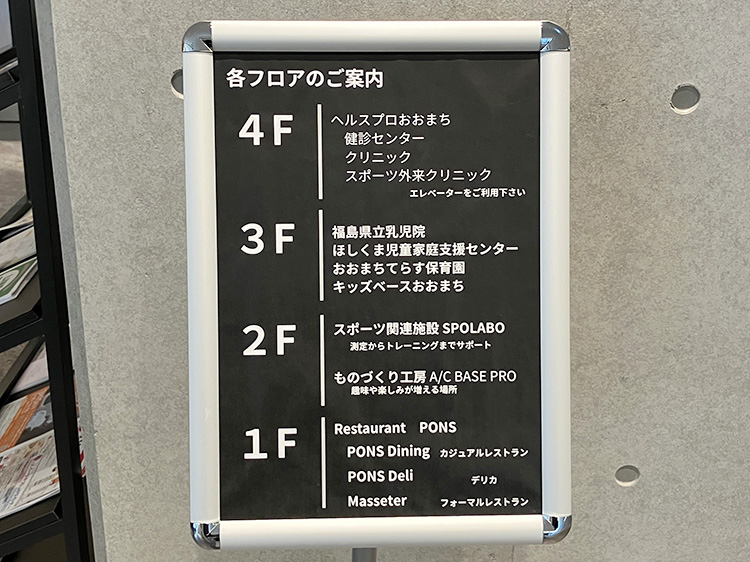 各フロアのご案内
4F
ヘルスプロおおまち
健診センター
クリニック
スポーツ外来クリニック
エレベーターをご利用下さい
3F
福島県立乳児院
ほしくま児童家庭支援センター
おおまちてらす保育園
キッズベースおおまち
2F
スポーツ関連施設 SPOLABO
測定からトレーニングまでサポート
ものづくり工房 A/C BASE PRO
趣味や楽しみが増える場所
1F
Restaurant PONS
PONS Dining カジュアルレストラン
PONS Deli デリカ
Masseter フォーマルレストラン